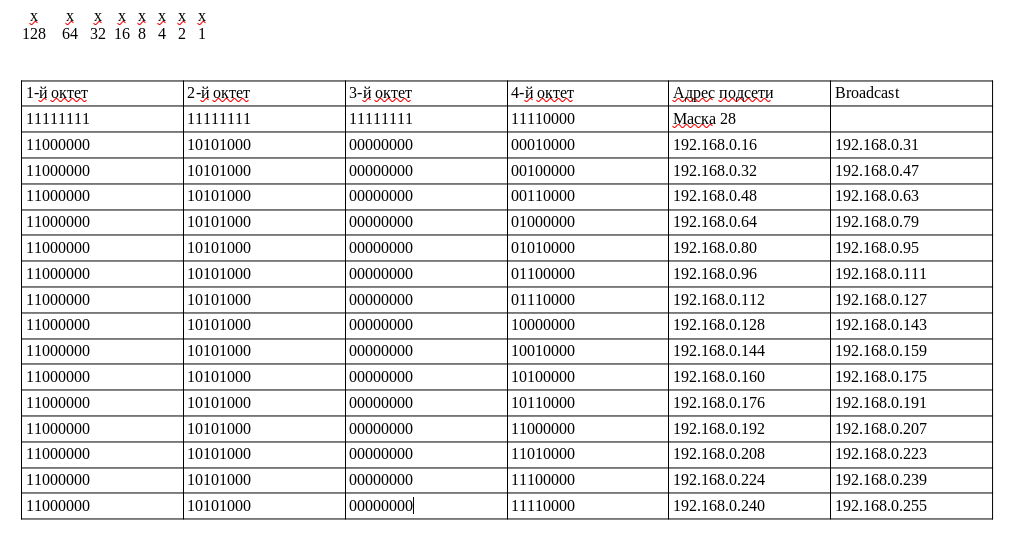 x x x x x x x x
128 64 32 16 8 4 2 1
1-й октет 2-й октет 3-й октет 4-й октет Адрес подсети Broadcast
11111111 11111111 11111111 11110000 Маска 28
11000000 10101000 00000000 00010000 192.168.0.16 192.168.0.31
11000000 10101000 00000000 00100000 192.168.0.32 192.168.0.47
11000000 10101000 00000000 00110000 192.168.0.48 192.168.0.63
11000000 10101000 00000000 01000000 192.168.0.64 192.168.0.79
11000000 10101000 00000000 01010000 192.168.0.80 192.168.0.95
11000000 10101000 00000000 01100000 192.168.0.96 192.168.0.111
11000000 10101000 00000000 01110000 192.168.0.112 192.168.0.127
11000000 10101000 00000000 10000000 192.168.0.128 192.168.0.143
11000000 10101000 00000000 10010000 192.168.0.144 192.168.0.159
11000000 10101000 00000000 10100000 192.168.0.160 192.168.0.175
11000000 10101000 00000000 10110000 192.168.0.176 192.168.0.191
11000000 10101000 00000000 11000000 192.168.0.192 192.168.0.207
11000000 10101000 00000000 11010000 192.168.0.208 192.168.0.223
11000000 10101000 00000000 11100000 192.168.0.224 192.168.0.239
11000000 10101000 00000000 11110000 192.168.0.240 192.168.0.255